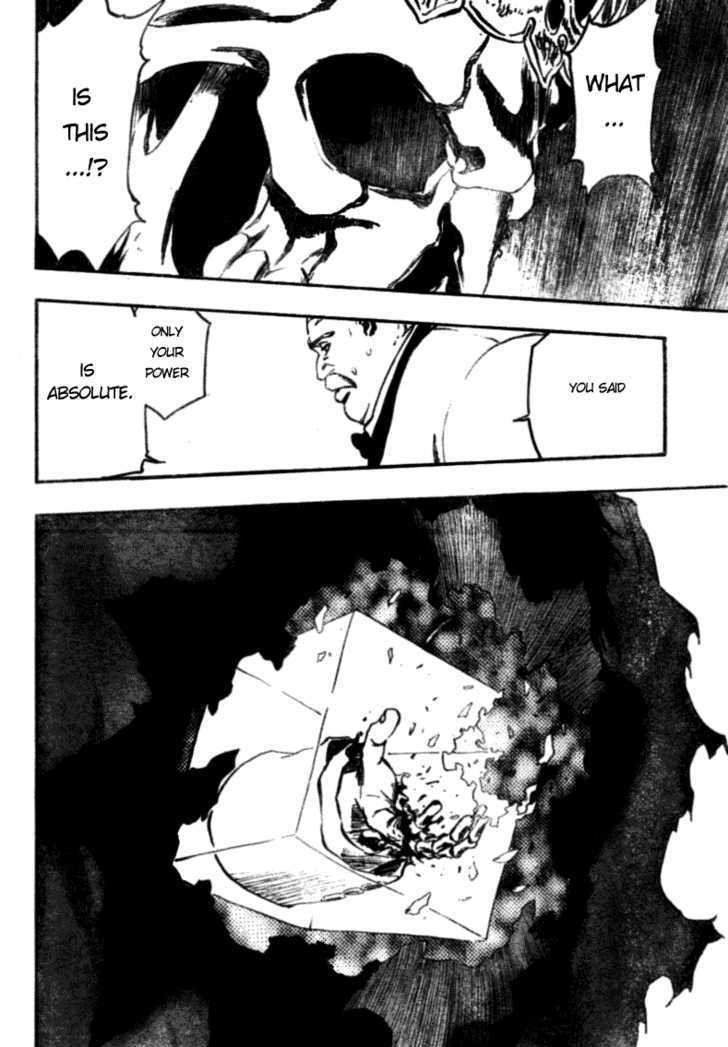 WHAT
...
IS
THIS
...!?
YOU SAID
ONLY
YOUR
POWER
IS
ABSOLUTE.